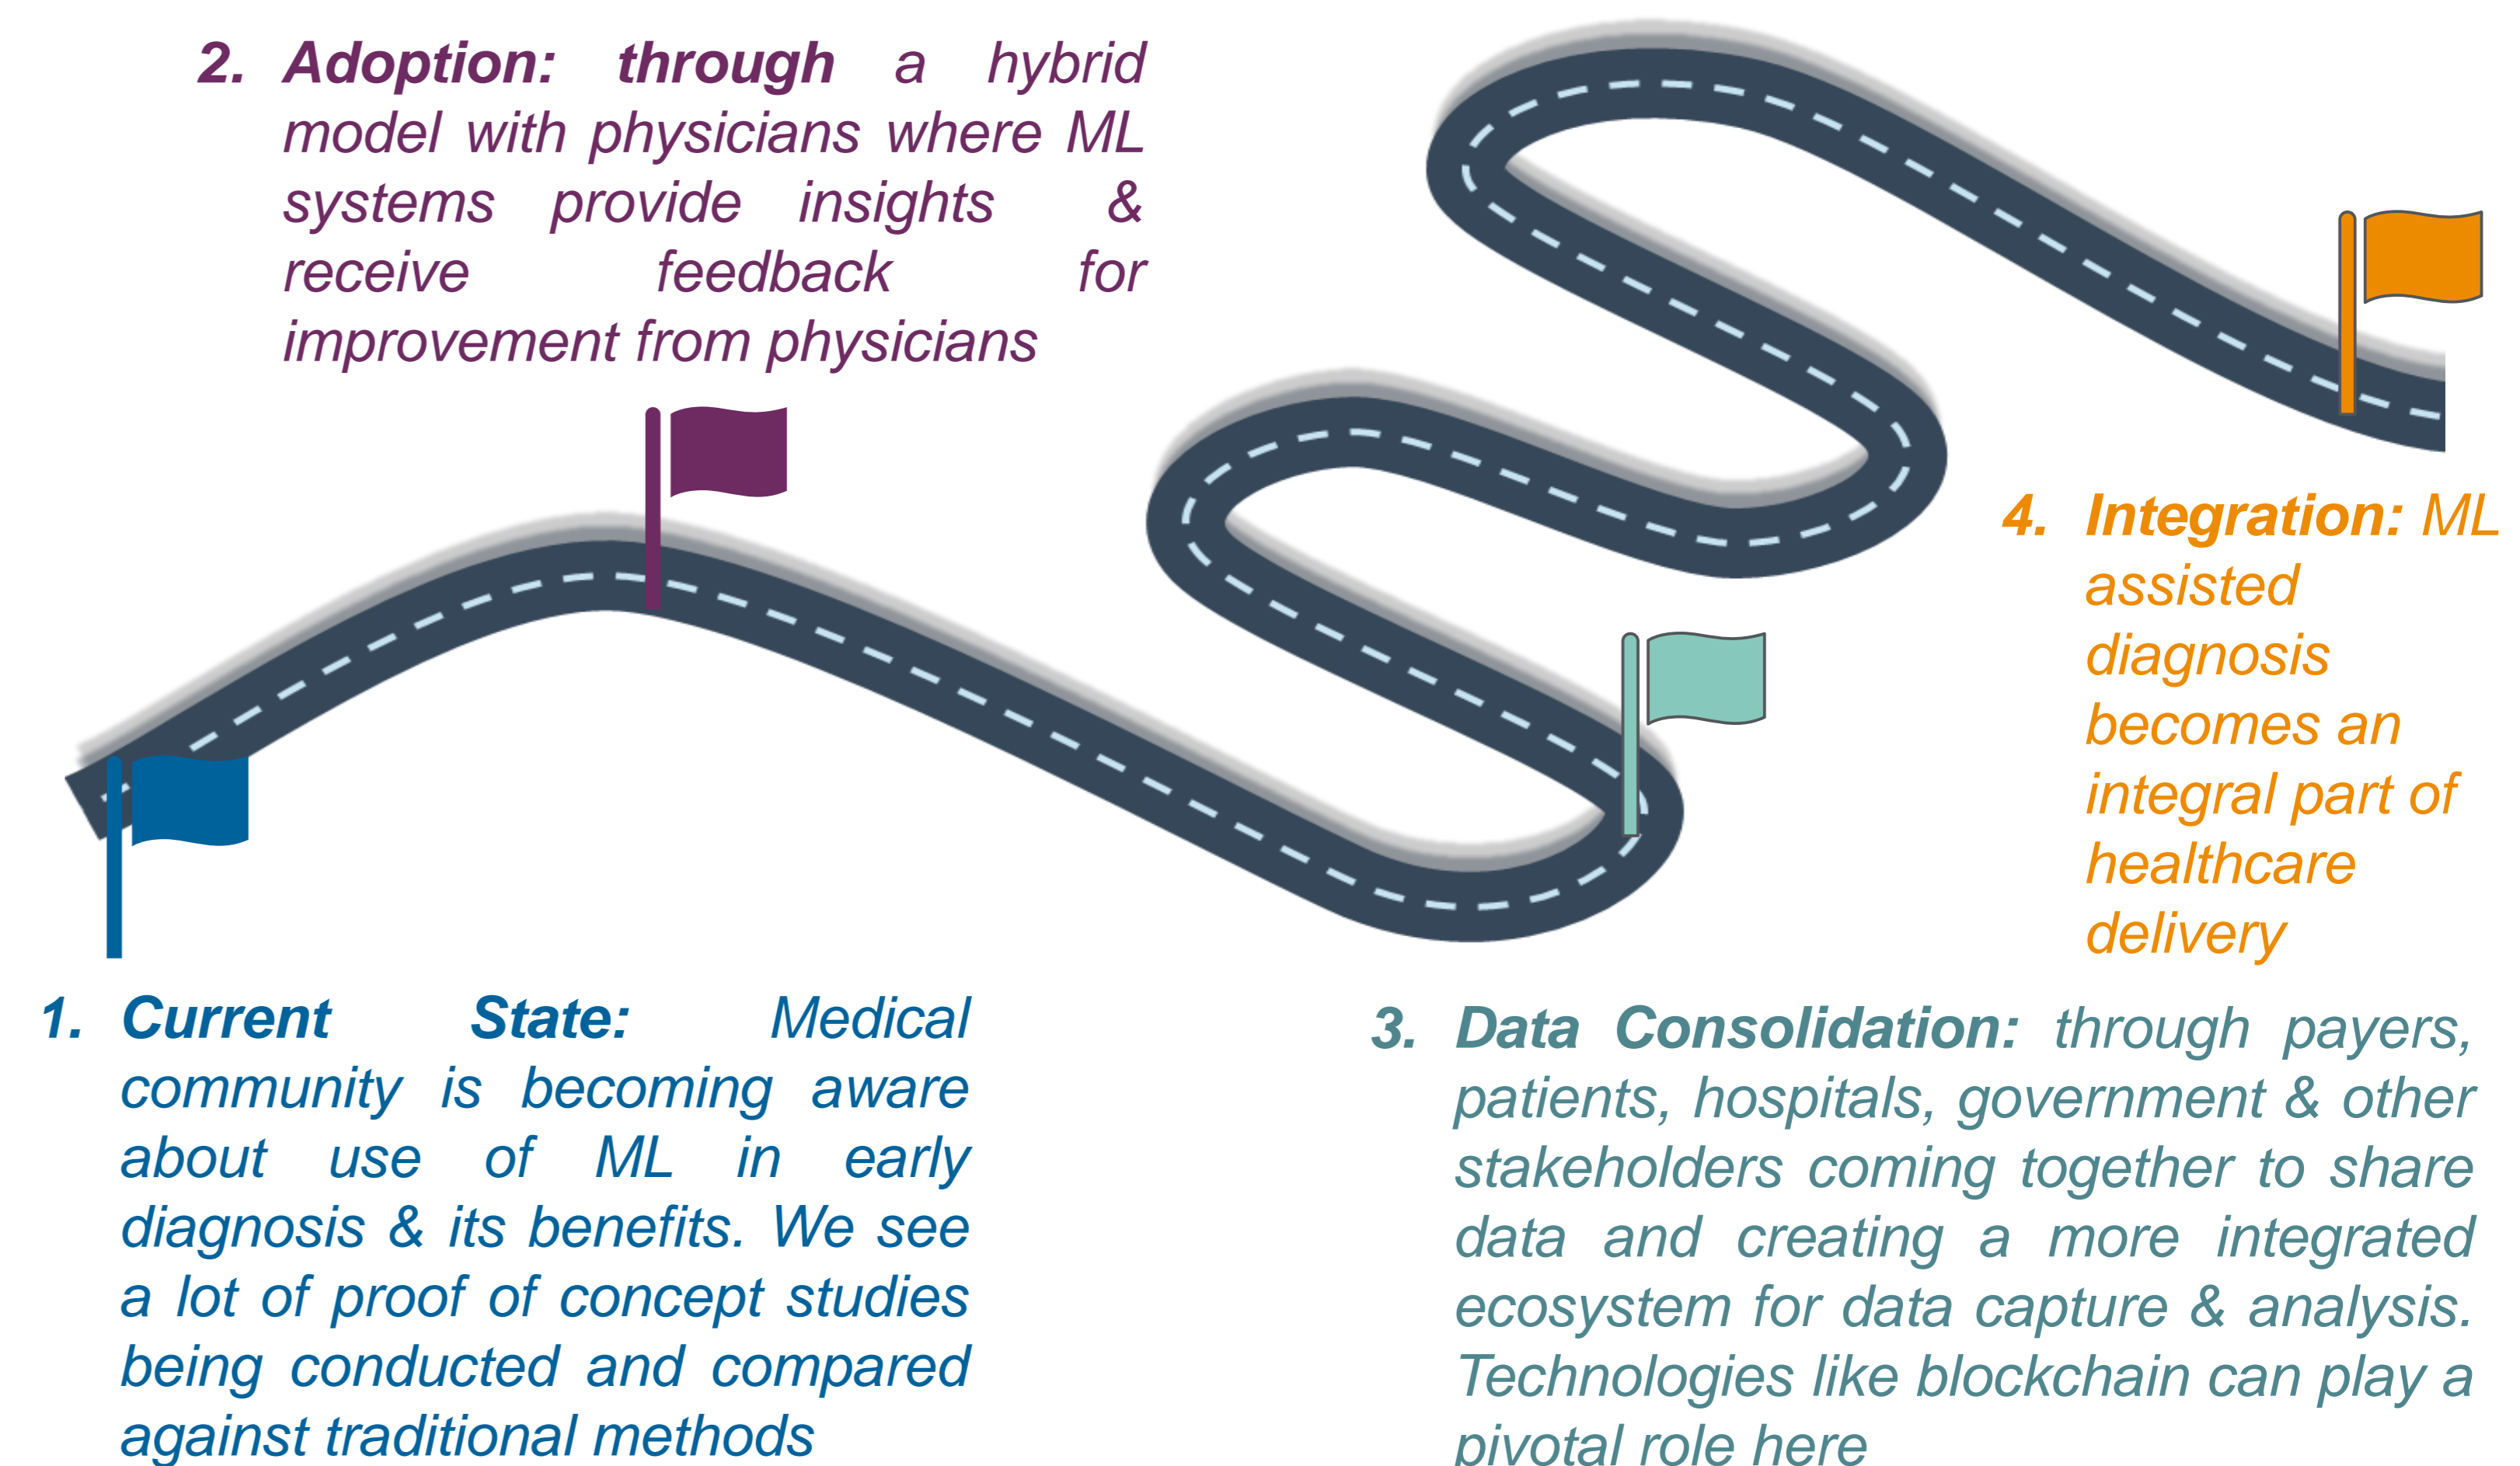 2. Adoption: through a hybrid
model with physicians where ML
systems provide insights &
receive feedback for
improvement from physicians
4. Integration: ML
assisted
diagnosis
becomes an
integral part of
healthcare
delivery
1. Current State: Medical
community is becoming aware
about use of ML in early
diagnosis & its benefits. We see
a lot of proof of concept studies
being conducted and compared
against traditional methods
3. Data Consolidation: through payers,
patients, hospitals, government & other
stakeholders coming together to share
data and creating a more integrated
ecosystem for data capture & analysis.
Technologies like blockchain can play a
pivotal role here